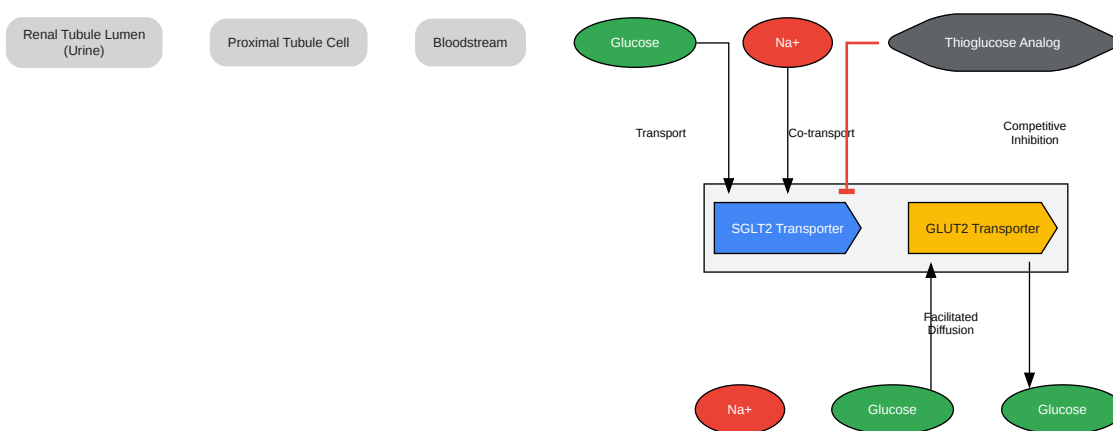 Renal Tubule Lumen
(Urine)
Proximal Tubule Cell
Bloodstream
Glucose
Na+
Thioglucose Analog
Transport
Co-transport
Competitive
Inhibition
SGLT2 Transporter
GLUT2 Transporter
Facilitated
Diffusion
Na+
Glucose
Glucose